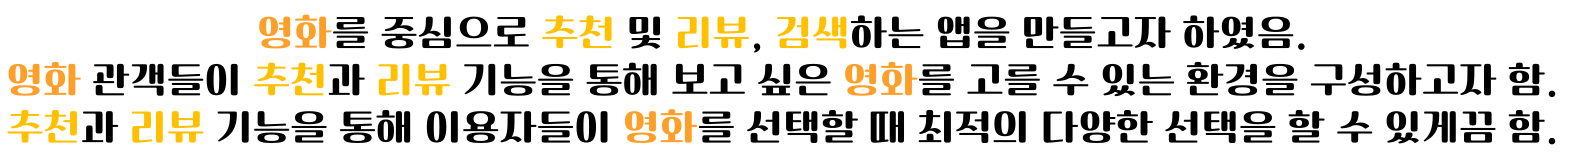 영화를 중심으로 추천 및 리뷰, 검색하는 앱을 만들고자 하였음.
영화 관객들이 추천과 리뷰 기능을 통해 보고 싶은 영화를 고를 수 있는 환경을 구성하고자 함.
추천과 리뷰 기능을 통해 이용자들이 영화를 선택할 때 최적의 다양한 선택을 할 수 있게끔 함.